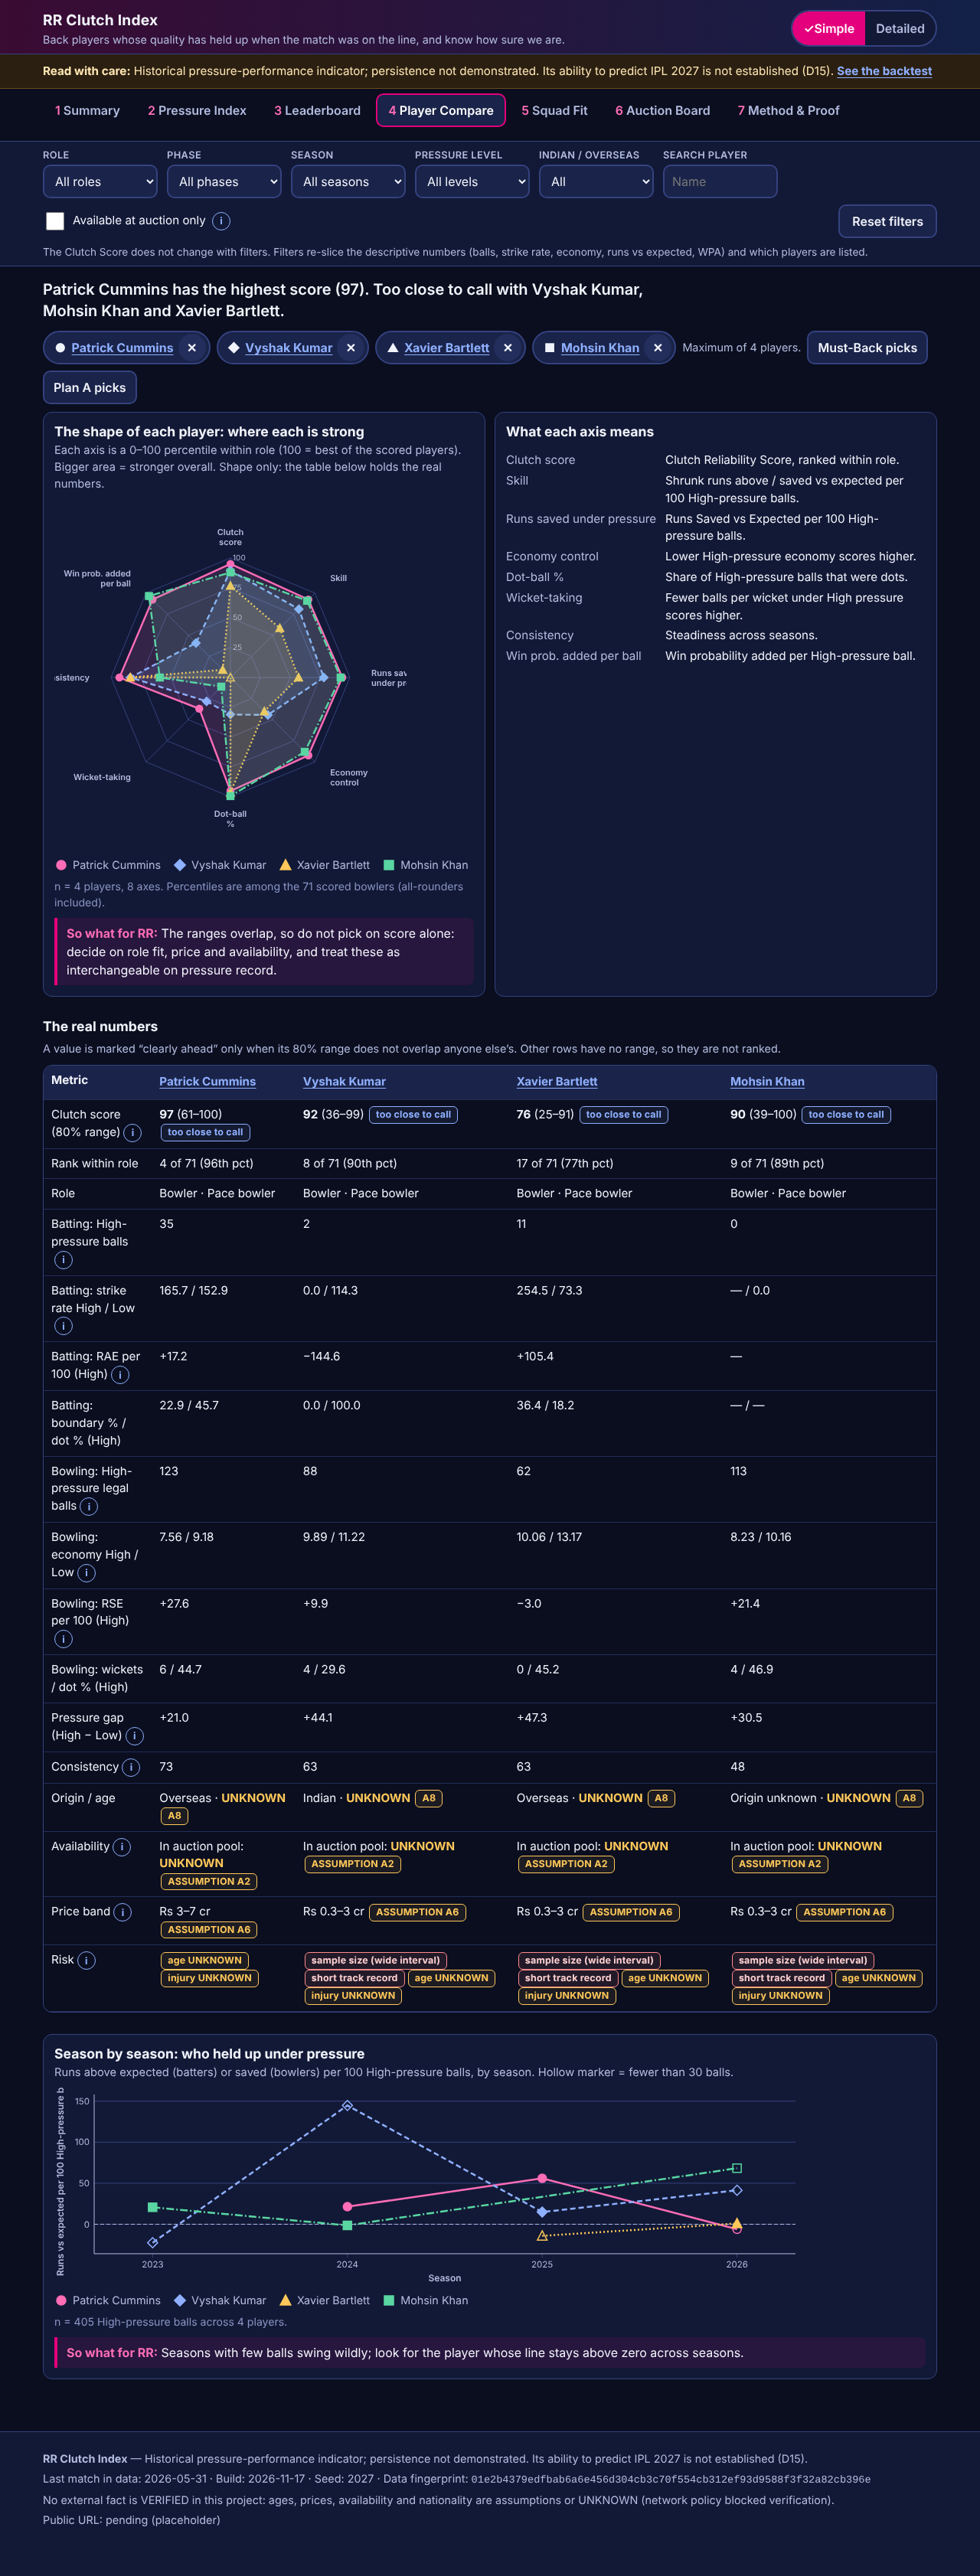 RR Clutch Index
Back players whose quality has held up when the match was on the line, and know how sure we are.
✓Simple
Detailed
Read with care: Historical pressure-performance indicator; persistence not demonstrated. Its ability to predict IPL 2027 is not established (D15). See the backtest
1 Summary
2 Pressure Index
3 Leaderboard
4 Player Compare
5 Squad Fit
6 Auction Board
7 Method & Proof
ROLE
PHASE
SEASON
PRESSURE LEVEL
INDIAN / OVERSEAS
SEARCH PLAYER
All roles
All phases
All seasons
All levels
All
Name
Available at auction only i
Reset filters
The Clutch Score does not change with filters. Filters re-slice the descriptive numbers (balls, strike rate, economy, runs vs expected, WPA) and which players are listed.
Patrick Cummins has the highest score (97). Too close to call with Vyshak Kumar,
Mohsin Khan and Xavier Bartlett.
Patrick Cummins ✕
Vyshak Kumar ✕
Xavier Bartlett ✕
Mohsin Khan ✕
Maximum of 4 players.
Must-Back picks
Plan A picks
The shape of each player: where each is strong
Each axis is a 0–100 percentile within role (100 = best of the scored players).
Bigger area = stronger overall. Shape only: the table below holds the real
numbers.
Clutch
score
100
Win prob. added
per ball
Skill
75
50
25
sistency
Runs sav
under pr
Wicket-taking
Economy
control
Dot-ball
%
Patrick Cummins
Vyshak Kumar
Xavier Bartlett
Mohsin Khan
n = 4 players, 8 axes. Percentiles are among the 71 scored bowlers (all-rounders
included).
So what for RR: The ranges overlap, so do not pick on score alone:
decide on role fit, price and availability, and treat these as
interchangeable on pressure record.
What each axis means
Clutch score
Clutch Reliability Score, ranked within role.
Skill
Shrunk runs above / saved vs expected per
100 High-pressure balls.
Runs saved under pressure
Runs Saved vs Expected per 100 High-
pressure balls.
Economy control
Lower High-pressure economy scores higher.
Dot-ball %
Share of High-pressure balls that were dots.
Wicket-taking
Fewer balls per wicket under High pressure
scores higher.
Consistency
Steadiness across seasons.
Win prob. added per ball
Win probability added per High-pressure ball.
The real numbers
A value is marked “clearly ahead” only when its 80% range does not overlap anyone else’s. Other rows have no range, so they are not ranked.
Metric
Patrick Cummins
Vyshak Kumar
Xavier Bartlett
Mohsin Khan
Clutch score
(80% range) i
97 (61–100)
too close to call
92 (36–99) too close to call
76 (25–91) too close to call
90 (39–100) too close to call
Rank within role
4 of 71 (96th pct)
8 of 71 (90th pct)
17 of 71 (77th pct)
9 of 71 (89th pct)
Role
Bowler · Pace bowler
Bowler · Pace bowler
Bowler · Pace bowler
Bowler · Pace bowler
Batting: High-
pressure balls
i
35
2
11
0
Batting: strike
rate High / Low
i
165.7 / 152.9
0.0 / 114.3
254.5 / 73.3
— / 0.0
Batting: RAE per
100 (High) i
+17.2
−144.6
+105.4
—
Batting:
boundary % /
dot % (High)
22.9 / 45.7
0.0 / 100.0
36.4 / 18.2
— / —
Bowling: High-
pressure legal
balls i
123
88
62
113
Bowling:
economy High /
Low i
7.56 / 9.18
9.89 / 11.22
10.06 / 13.17
8.23 / 10.16
Bowling: RSE
per 100 (High)
i
+27.6
+9.9
−3.0
+21.4
Bowling: wickets
/ dot % (High)
6 / 44.7
4 / 29.6
0 / 45.2
4 / 46.9
Pressure gap
(High − Low) i
+21.0
+44.1
+47.3
+30.5
Consistency i
73
63
63
48
Origin / age
Overseas · UNKNOWN
A8
Indian · UNKNOWN A8
Overseas · UNKNOWN A8
Origin unknown · UNKNOWN A8
Availability i
In auction pool:
UNKNOWN
ASSUMPTION A2
In auction pool: UNKNOWN
ASSUMPTION A2
In auction pool: UNKNOWN
ASSUMPTION A2
In auction pool: UNKNOWN
ASSUMPTION A2
Price band i
Rs 3–7 cr
ASSUMPTION A6
Rs 0.3–3 cr ASSUMPTION A6
Rs 0.3–3 cr ASSUMPTION A6
Rs 0.3–3 cr ASSUMPTION A6
Risk i
age UNKNOWN
injury UNKNOWN
sample size (wide interval)
short track record age UNKNOWN
injury UNKNOWN
sample size (wide interval)
short track record age UNKNOWN
injury UNKNOWN
sample size (wide interval)
short track record age UNKNOWN
injury UNKNOWN
Season by season: who held up under pressure
Runs above expected (batters) or saved (bowlers) per 100 High-pressure balls, by season. Hollow marker = fewer than 30 balls.
Runs vs expected per 100 High-pressure b
150
100
50
0
2023
2024
2025
2026
Season
Patrick Cummins
Vyshak Kumar
Xavier Bartlett
Mohsin Khan
n = 405 High-pressure balls across 4 players.
So what for RR: Seasons with few balls swing wildly; look for the player whose line stays above zero across seasons.
RR Clutch Index — Historical pressure-performance indicator; persistence not demonstrated. Its ability to predict IPL 2027 is not established (D15).
Last match in data: 2026-05-31 · Build: 2026-11-17 · Seed: 2027 · Data fingerprint: 01e2b4379edfbab6a6e456d304cb3c70f554cb312ef93d9588f3f32a82cb396e
No external fact is VERIFIED in this project: ages, prices, availability and nationality are assumptions or UNKNOWN (network policy blocked verification).
Public URL: pending (placeholder)